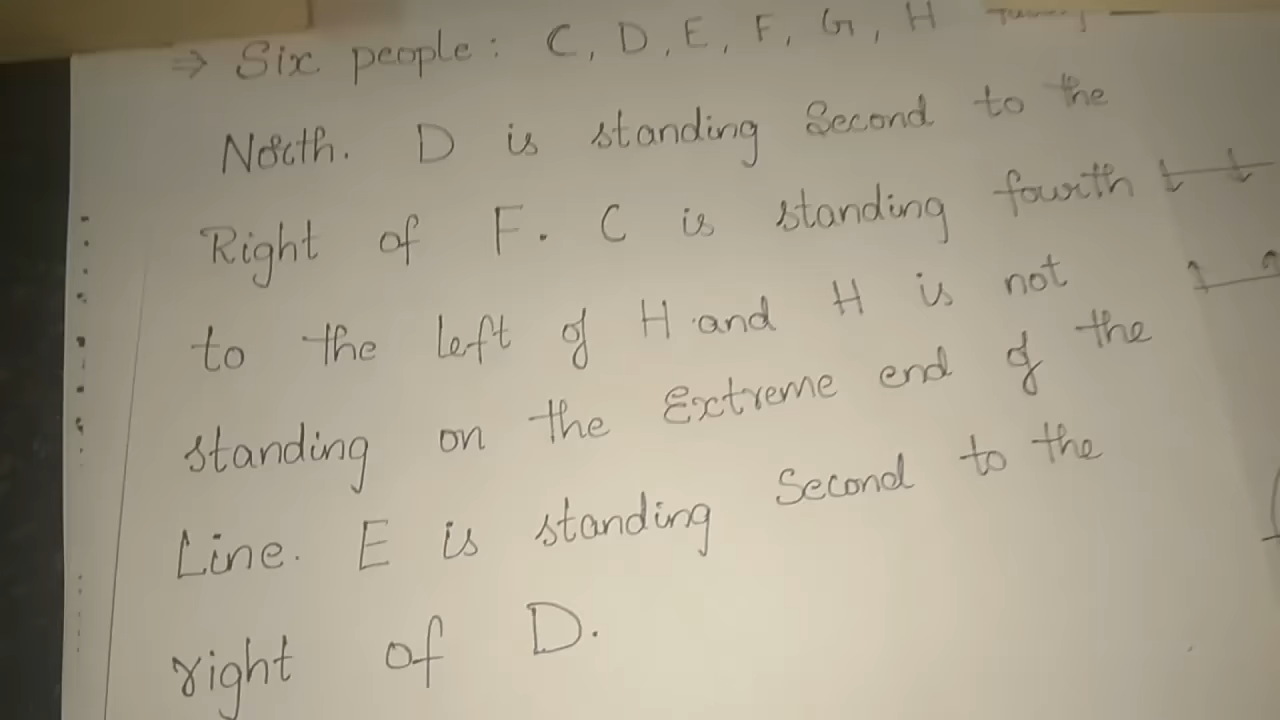 ⇒ Six people: C, D, E, F, G, H
North. D is standing Second to the
Right of F. C is standing fourth
to the left of H and H is not
standing on the Extreme end of the
Line. E is standing Second to the
right of D.